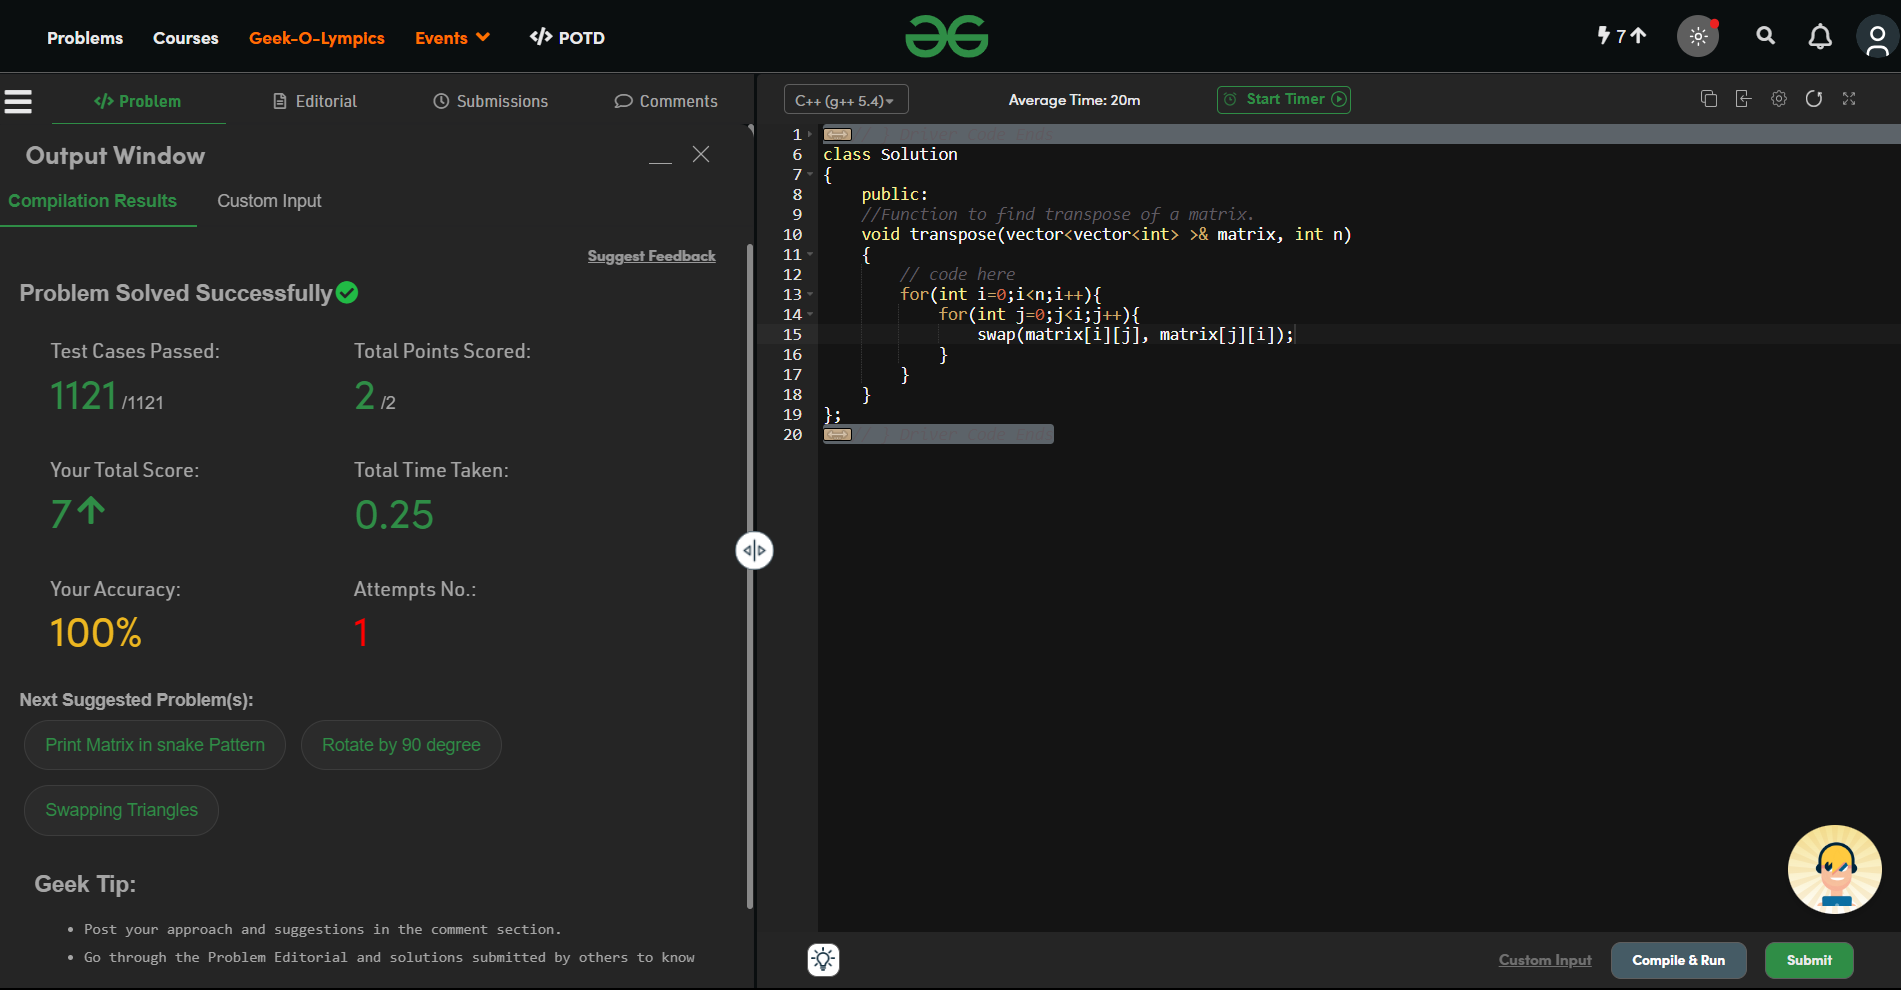 Problems Courses Geek-O-Lympics Events </> POTD
7
</> Problem Editorial Submissions Comments
Output Window
Compilation Results Custom Input
Suggest Feedback
Problem Solved Successfully
Test Cases Passed: Total Points Scored:
1121 /1121 2 /2
Your Total Score: Total Time Taken:
7 0.25
Your Accuracy: Attempts No.:
100% 1
Next Suggested Problem(s):
Print Matrix in snake Pattern Rotate by 90 degree
Swapping Triangles
Geek Tip:
• Post your approach and suggestions in the comment section.
• Go through the Problem Editorial and solutions submitted by others to know
C++ (g++ 5.4) Average Time: 20m Start Timer
1 // } Driver Code Ends
6 class Solution
7 {
8     public:
9     //Function to find transpose of a matrix.
10     void transpose(vector<vector<int> >& matrix, int n)
11     {
12         // code here
13         for(int i=0;i<n;i++){
14             for(int j=0;j<i;j++){
15                 swap(matrix[i][j], matrix[j][i]);
16             }
17         }
18     }
19 };
20 // } Driver Code Ends
Custom Input Compile & Run Submit